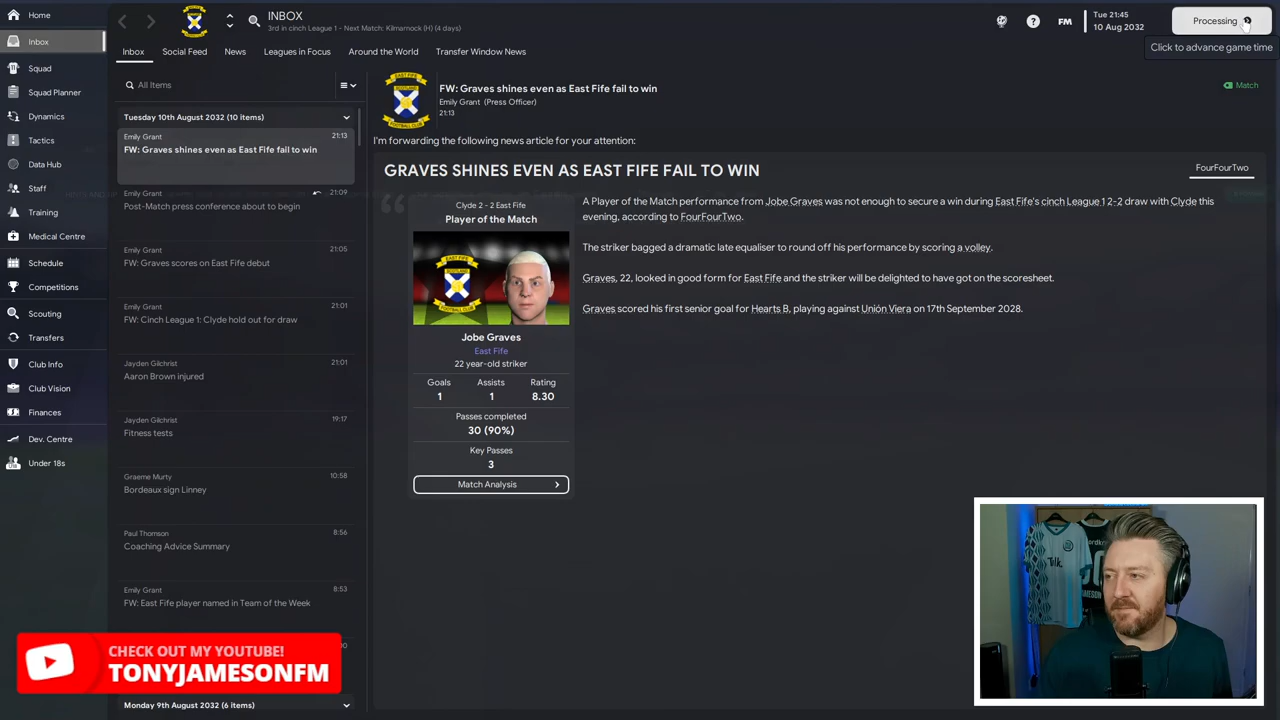 Home
Inbox
Squad
Squad Planner
Dynamics
Tactics
Data Hub
Staff
Training
Medical Centre
Schedule
Competitions
Scouting
Transfers
Club Info
Club Vision
Finances
Dev. Centre
Under 18s
INBOX
3rd in cinch League 1 - Next Match: Kilmarnock (H) (4 days)
FM
Tue 21:45
10 Aug 2032
Processing
Click to advance game time
Inbox
Social Feed
News
Leagues in Focus
Around the World
Transfer Window News
All Items
Tuesday 10th August 2032 (10 items)
Emily Grant 21:13
FW: Graves shines even as East Fife fail to win
Emily Grant 21:09
Post-Match press conference about to begin
Emily Grant 21:05
FW: Graves scores on East Fife debut
Emily Grant 21:01
FW: Cinch League 1: Clyde hold out for draw
Jayden Gilchrist 21:01
Aaron Brown injured
Jayden Gilchrist 19:17
Fitness tests
Graeme Murty 10:58
Bordeaux sign Linney
Paul Thomson 8:56
Coaching Advice Summary
Emily Grant 8:53
FW: East Fife player named in Team of the Week
Monday 9th August 2032 (6 items)
EAST FIFE
SCOTLAND
FOOTBALL CLUB
FW: Graves shines even as East Fife fail to win
Emily Grant (Press Officer)
21:13
Match
I'm forwarding the following news article for your attention:
GRAVES SHINES EVEN AS EAST FIFE FAIL TO WIN
FourFourTwo
Clyde 2 - 2 East Fife
Player of the Match
EAST FIFE
SCOTLAND
Jobe Graves
East Fife
22 year-old striker
Goals Assists Rating
1 1 8.30
Passes completed
30 (90%)
Key Passes
3
Match Analysis
A Player of the Match performance from Jobe Graves was not enough to secure a win during East Fife's cinch League 1 2-2 draw with Clyde this
evening, according to FourFourTwo.
The striker bagged a dramatic late equaliser to round off his performance by scoring a volley.
Graves, 22, looked in good form for East Fife and the striker will be delighted to have got on the scoresheet.
Graves scored his first senior goal for Hearts B, playing against Unión Viera on 17th September 2028.
CHECK OUT MY YOUTUBE!
TONYJAMESONFM